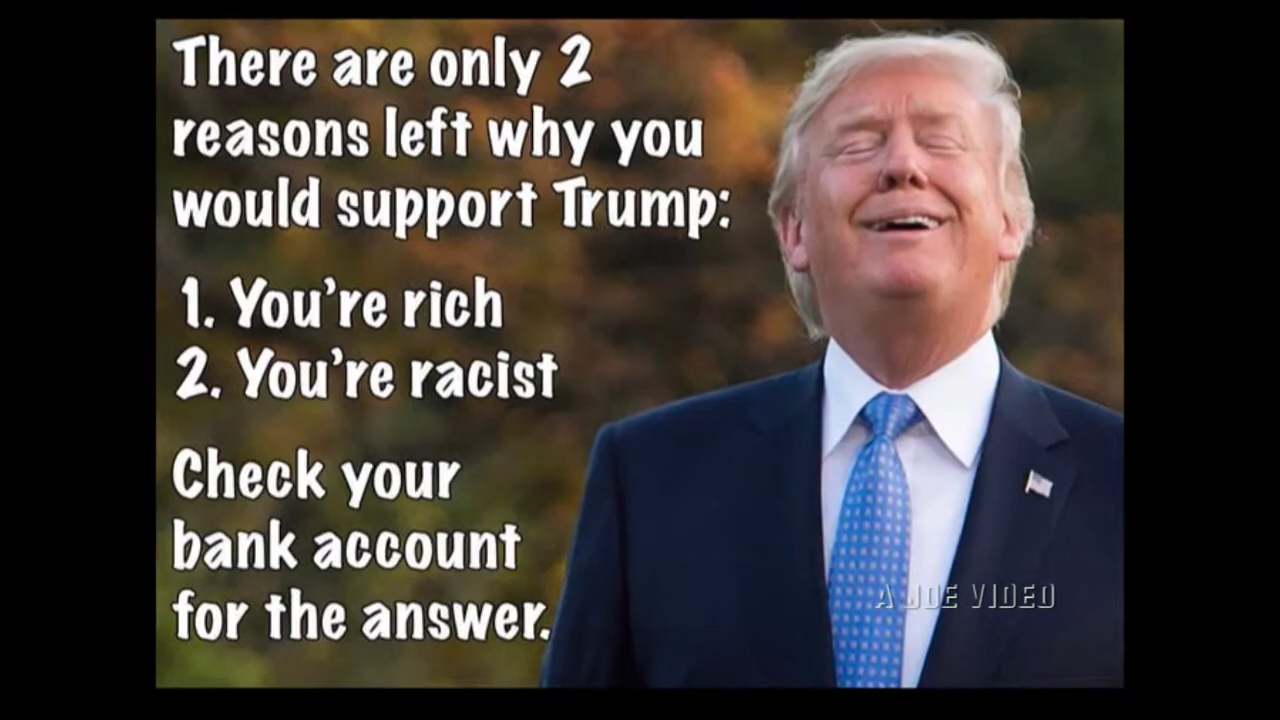 There are only 2
reasons left why you
would support Trump:
1. You're rich
2. You're racist
Check your
bank account
for the answer.
A JOE VIDEO